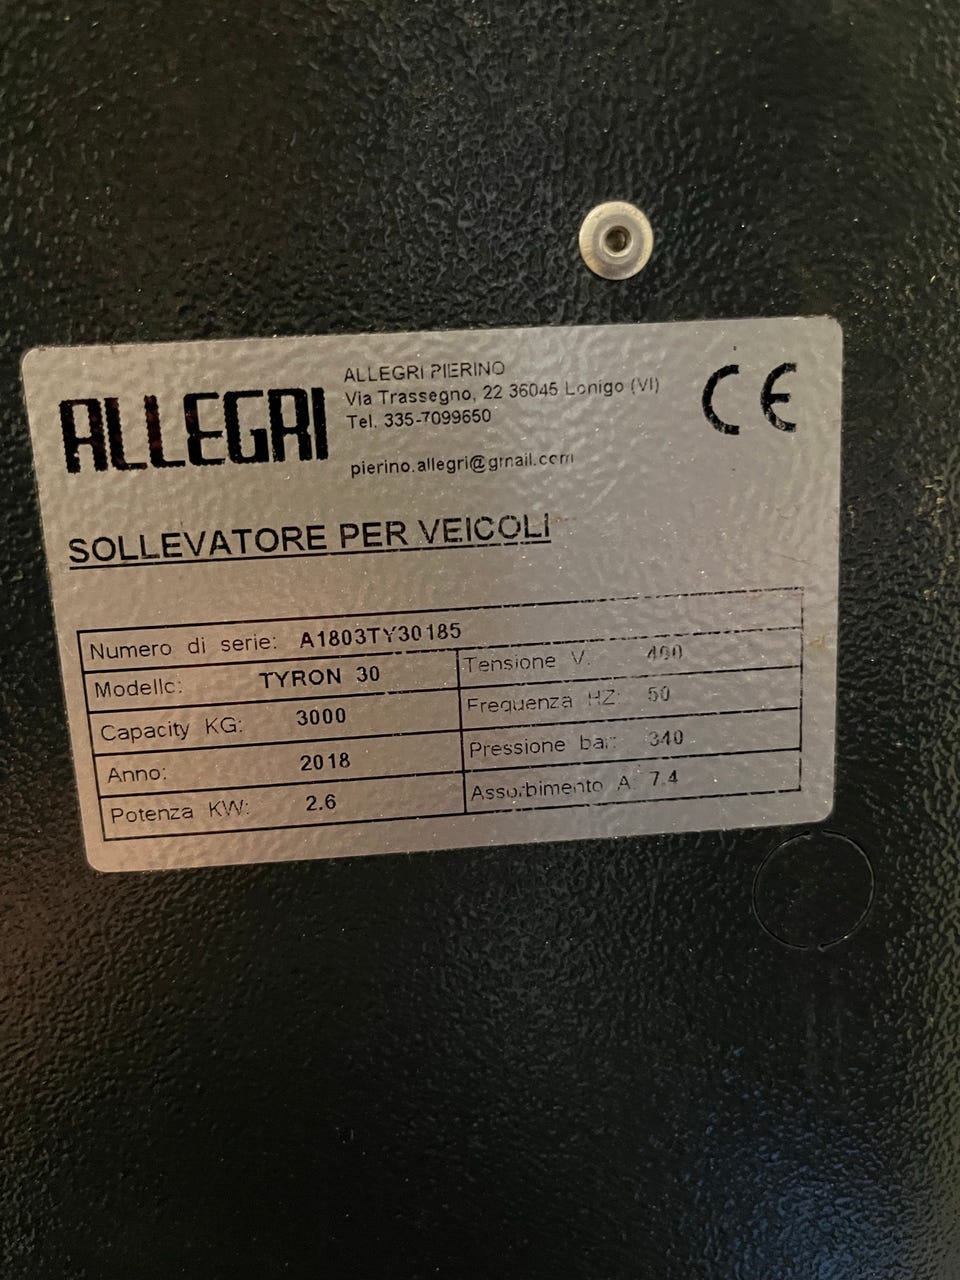 ALLEGRI
ALLEGRI PIERINO
Via Trassegno, 22 36045 Lonigo (VI)
Tel. 335-7099650
pierino.allegri@gmail.com
CE
SOLLEVATORE PER VEICOLI
Numero di serie: A1803TY30185
Modello: TYRON 30
Tensione V: 400
Capacity KG: 3000
Frequenza HZ: 50
Anno: 2018
Pressione bar: 340
Potenza KW: 2.6
Assorbimento A 7.4